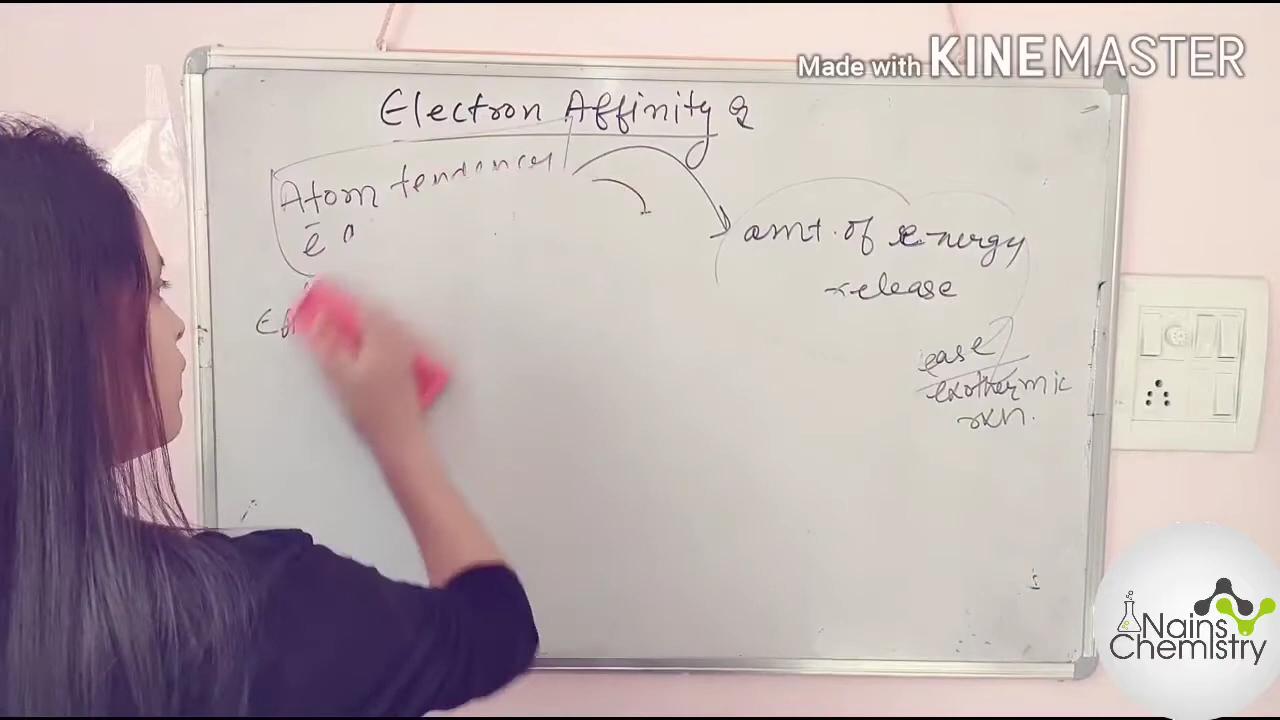 Made with KINEMASTER
Electron Affinity
Atom tendency
ē
amt. of energy
release
ease
exothermic
rxn.
Nains
Chemistry